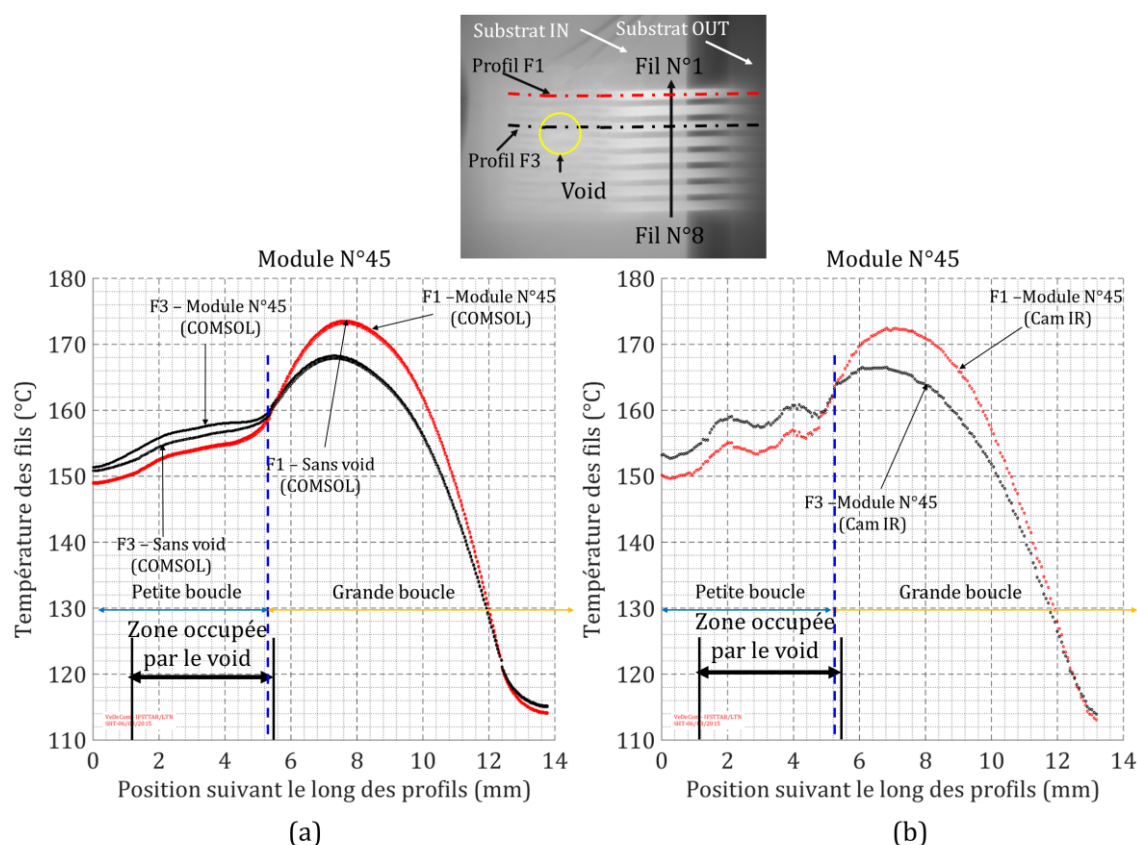 Substrat IN
Substrat OUT
Profil F1
Fil N°1
Profil F3
Void
Fil N°8
Module N°45
180
170
160
150
140
130
120
110
Température des fils (°C)
F3 – Module N°45
(COMSOL)
F1 –Module N°45
(COMSOL)
F1 – Sans void
(COMSOL)
F3 – Sans void
(COMSOL)
Petite boucle
Grande boucle
Zone occupée
par le void
0 2 4 6 8 10 12 14
Position suivant le long des profils (mm)
(a)
Module N°45
180
170
160
150
140
130
120
110
Température des fils (°C)
F1 –Module N°45
(Cam IR)
F3 –Module N°45
(Cam IR)
Petite boucle
Grande boucle
Zone occupée
par le void
VeDeCom- IFSTTAR/LTN
0 2 4 6 8 10 12 14
Position suivant le long des profils (mm)
(b)